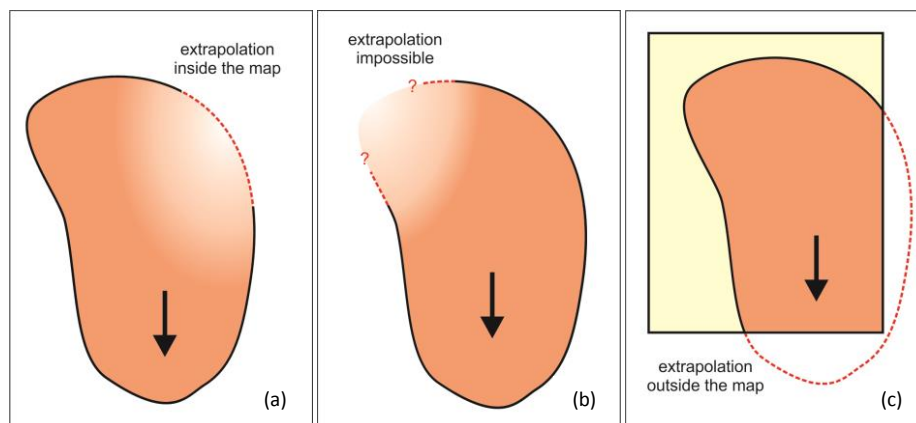 extrapolation
inside the map
(a)
extrapolation
impossible
?
?
(b)
extrapolation
outside the map
(c)